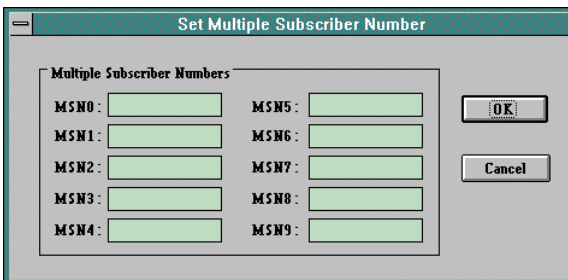 Set Multiple Subscriber Number
Multiple Subscriber Numbers
MSN0: MSN5:
MSN1: MSN6:
MSN2: MSN7:
MSN3: MSN8:
MSN4: MSN9:
OK
Cancel